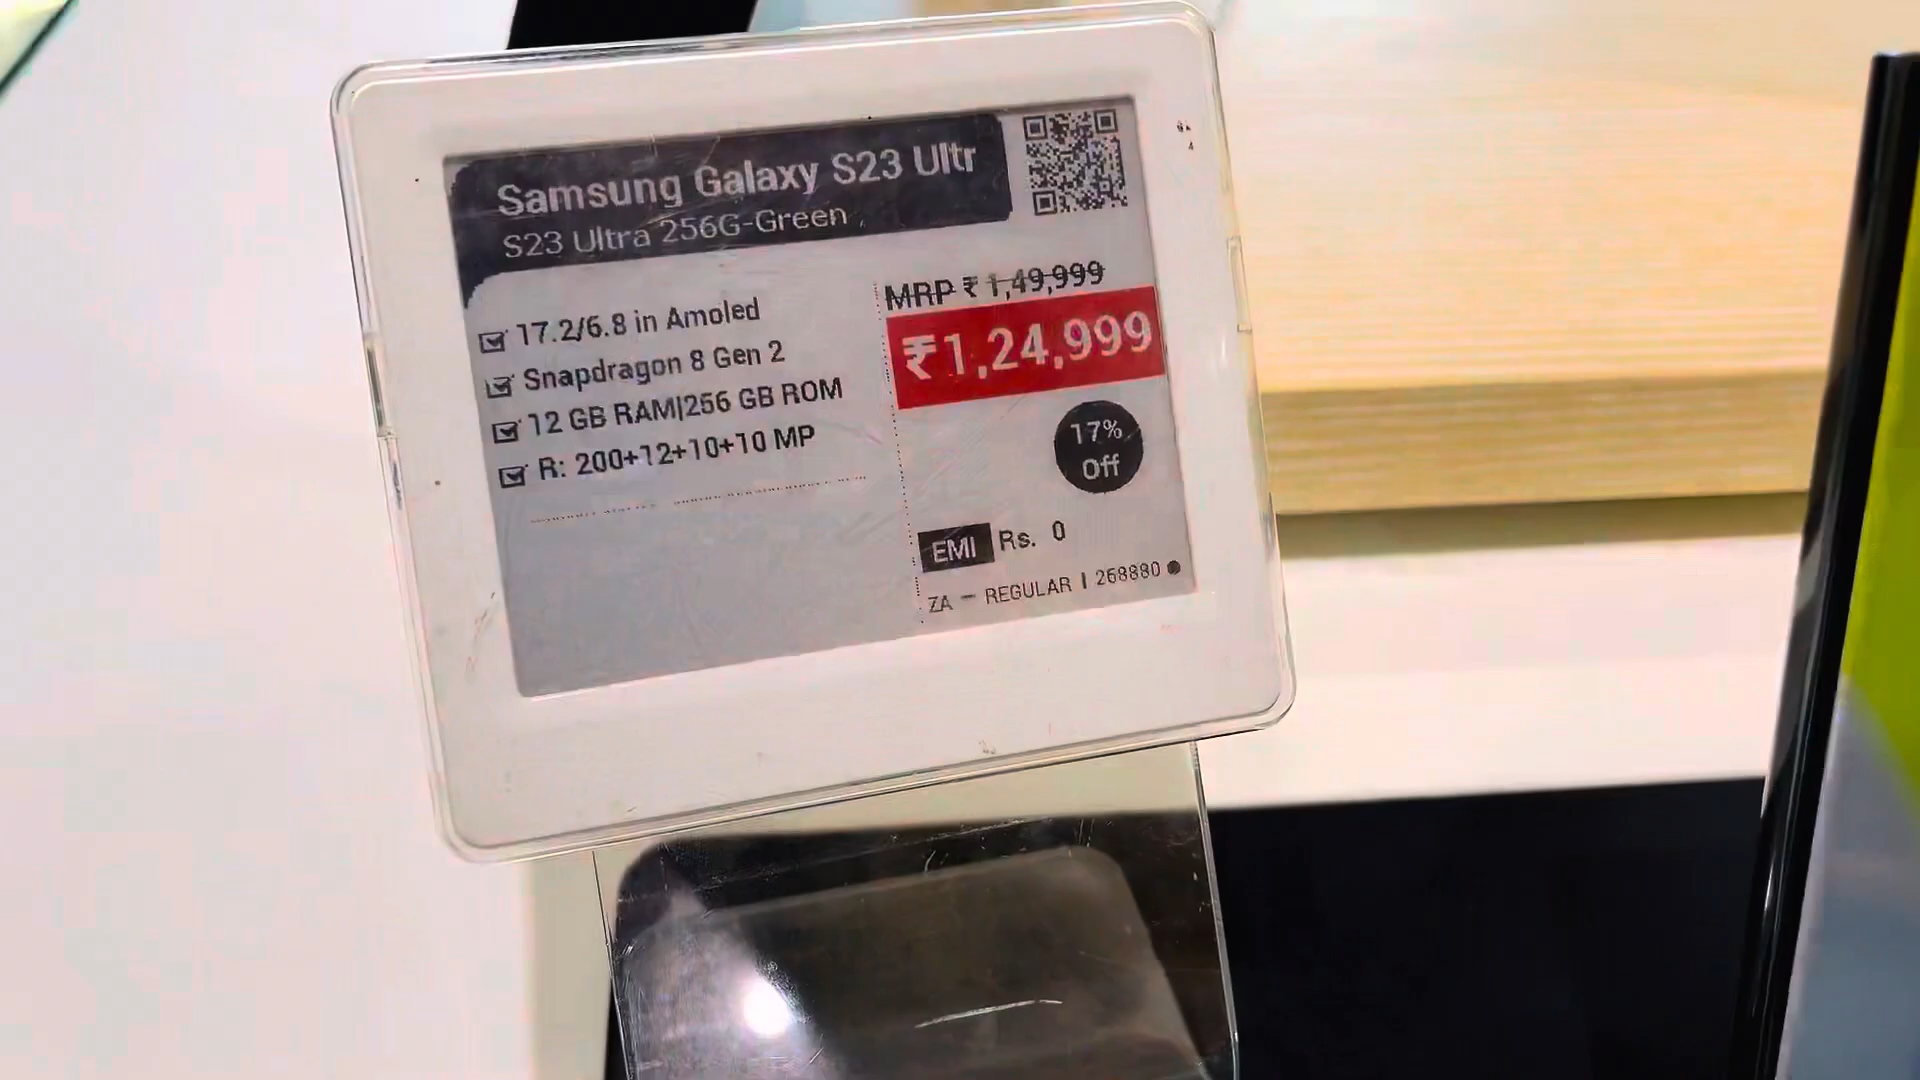 Samsung Galaxy S23 Ultr
S23 Ultra 256G-Green
17.2/6.8 in Amoled
Snapdragon 8 Gen 2
12 GB RAM|256 GB ROM
R: 200+12+10+10 MP
MRP ₹ 1,49,999
₹1,24,999
17%
Off
EMI Rs. 0
ZA - REGULAR | 268880